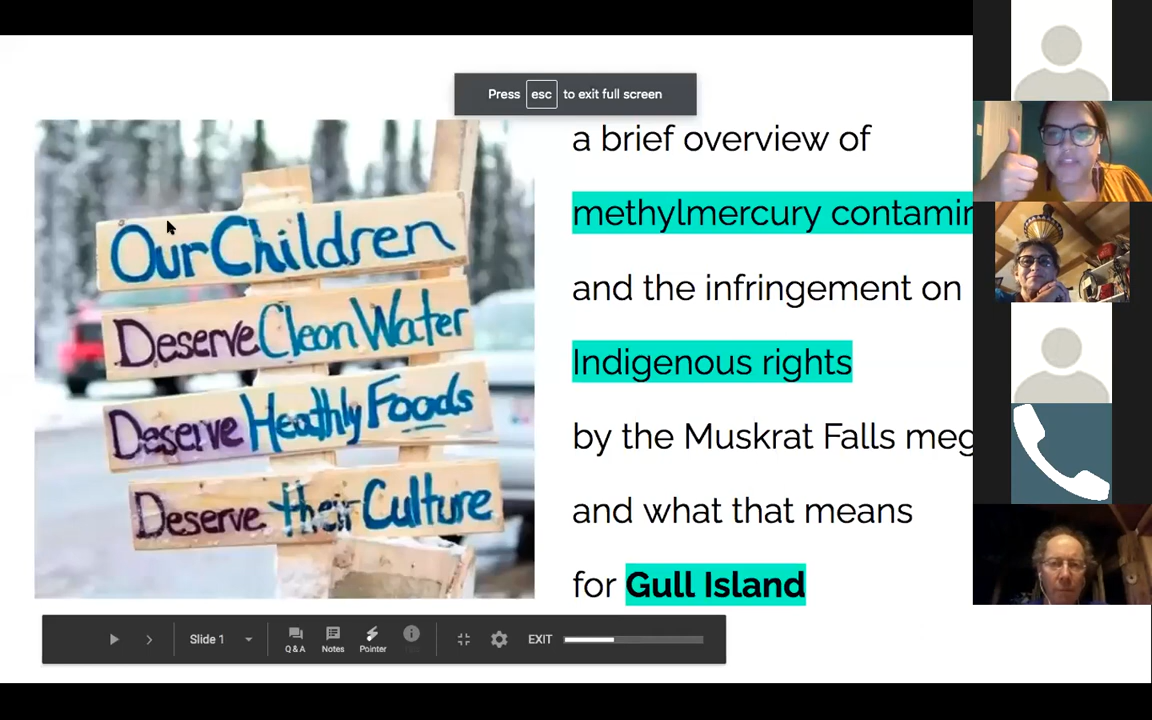 Press esc to exit full screen
Our Children
Deserve Clean Water
Deserve Heathly Foods
Deserve their Culture
a brief overview of
methylmercury contamin
and the infringement on
Indigenous rights
by the Muskrat Falls meg
and what that means
for Gull Island
Slide 1
Q & A
Notes
Pointer
EXIT